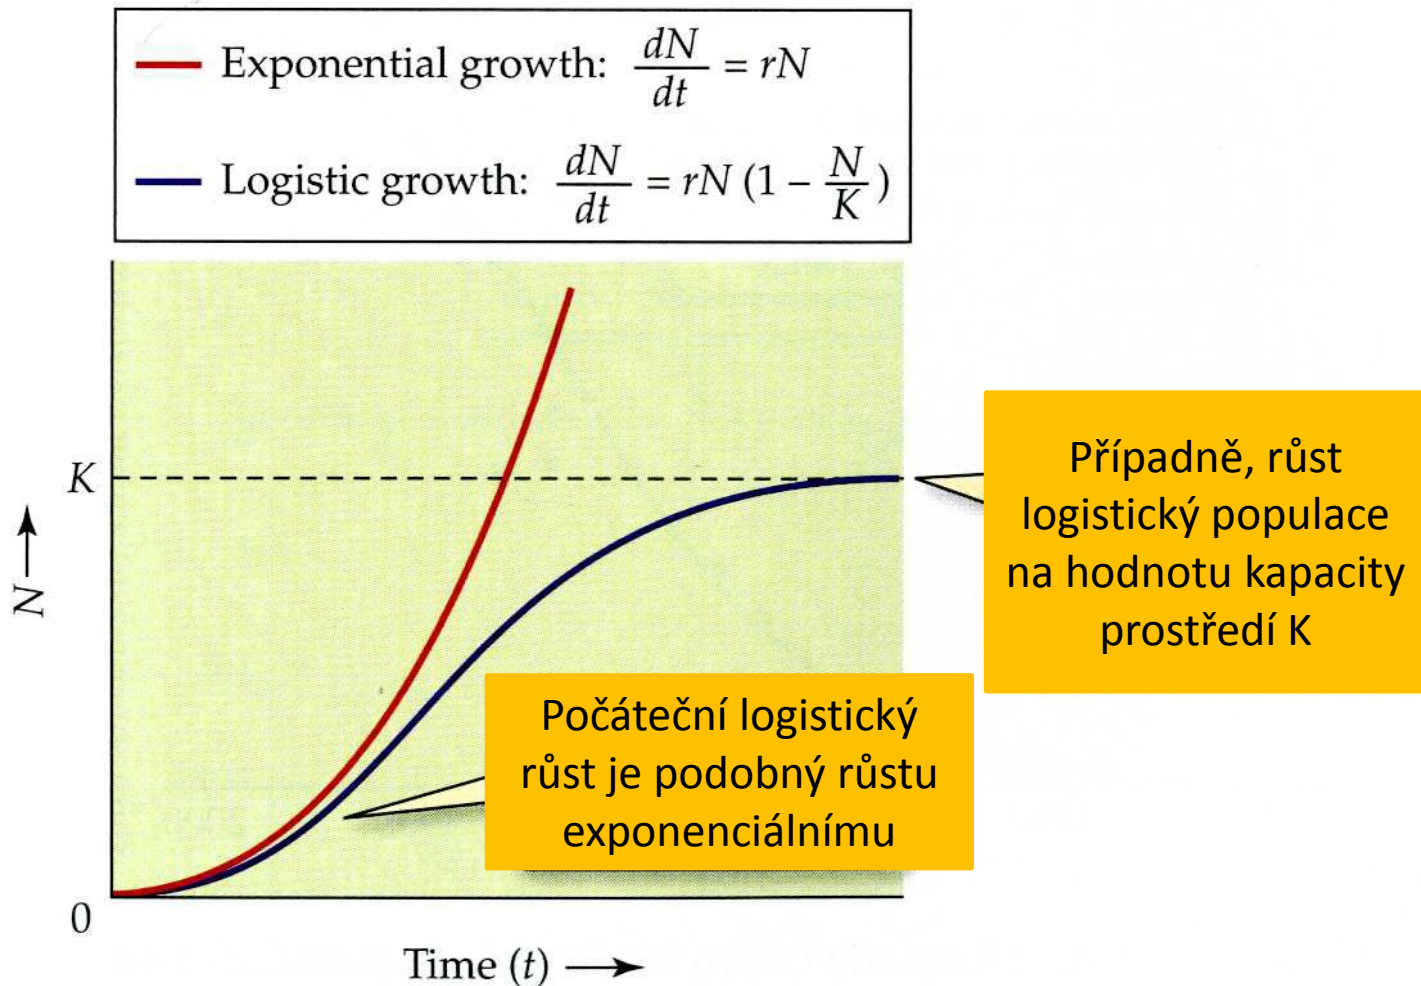 Exponential growth: dN/dt = rN
Logistic growth: dN/dt = rN (1 – N/K)
K
N
0
Time (t)
Případně, růst
logistický populace
na hodnotu kapacity
prostředí K
Počáteční logistický
růst je podobný růstu
exponenciálnímu